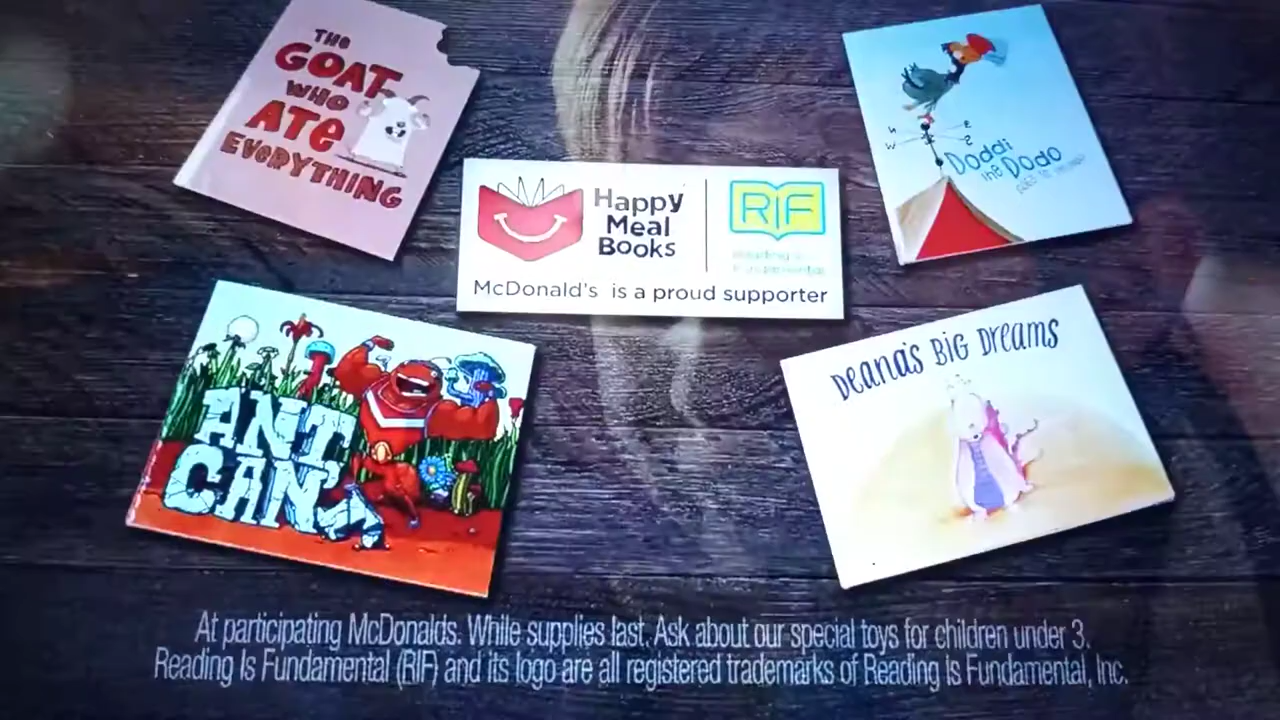 THE
GOAT
WHO
ATE
EVERYTHING
N
E
W
S
Dodai
the Dodo
Happy
Meal
Books
RIF
McDonald's is a proud supporter
ANT
CAN
DEANA'S BIG DREAMS
At participating McDonalds. While supplies last. Ask about our special toys for children under 3.
Reading Is Fundamental (RIF) and its logo are all registered trademarks of Reading Is Fundamental, Inc.